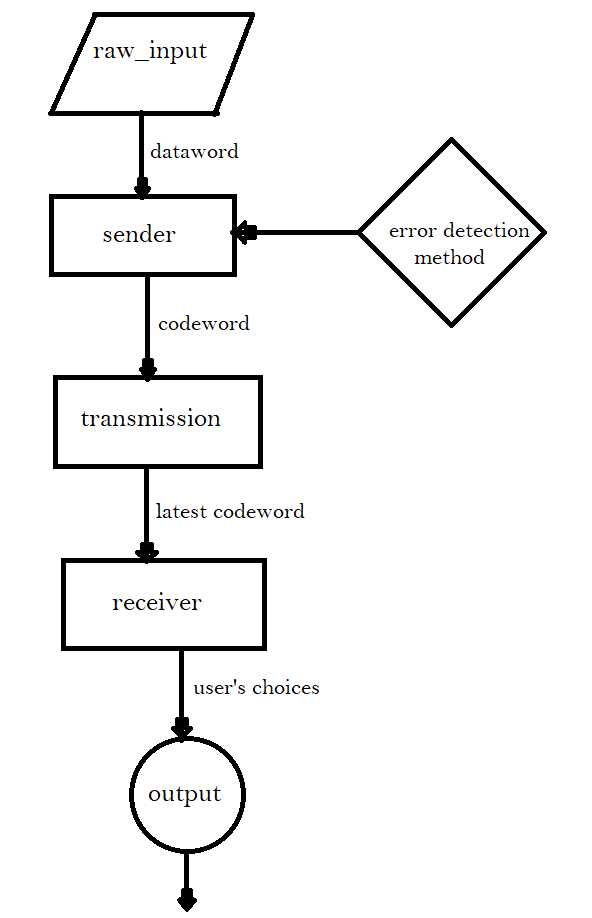 raw_input
dataword
sender
error detection
method
codeword
transmission
latest codeword
receiver
user's choices
output